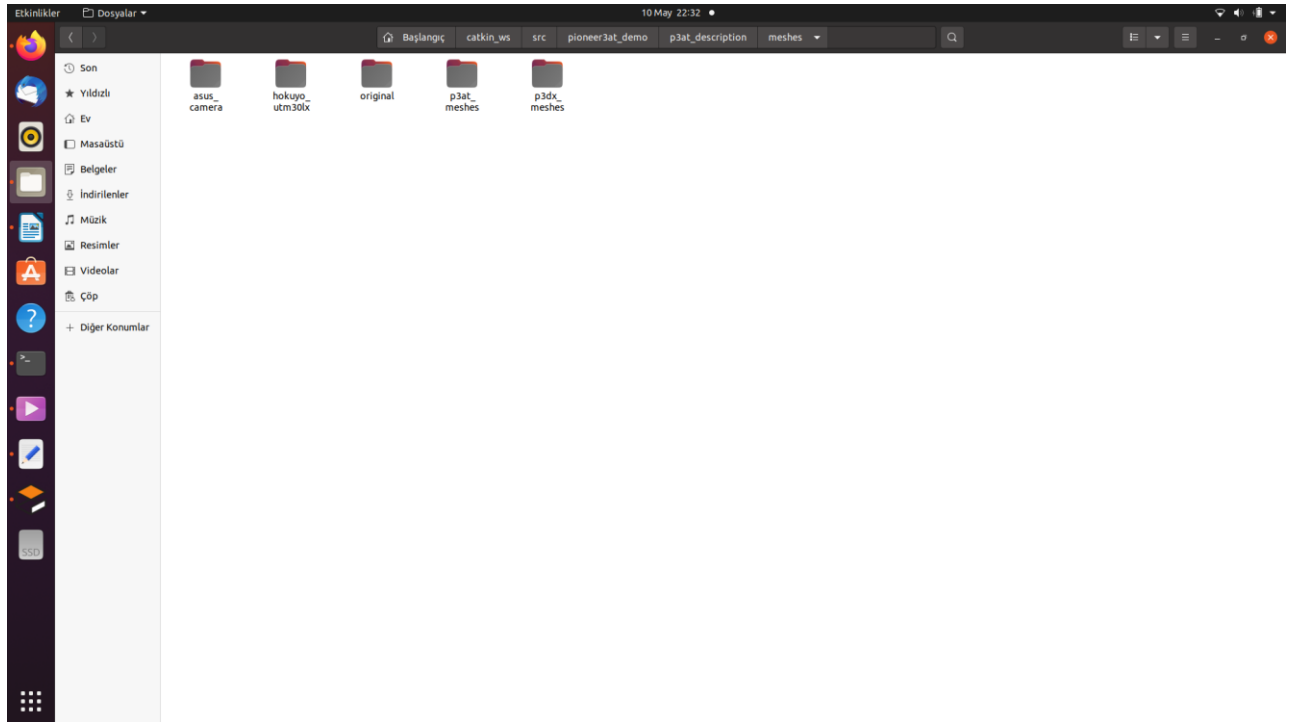 Etkinlikler Dosyalar 10 May 22:32
Başlangıç catkin_ws src pioneer3at_demo p3at_description meshes
Son
Yıldızlı
Ev
Masaüstü
Belgeler
İndirilenler
Müzik
Resimler
Videolar
Çöp
+ Diğer Konumlar
asus_
camera
hokuyo_
utm30lx
original
p3at_
meshes
p3dx_
meshes
SSD